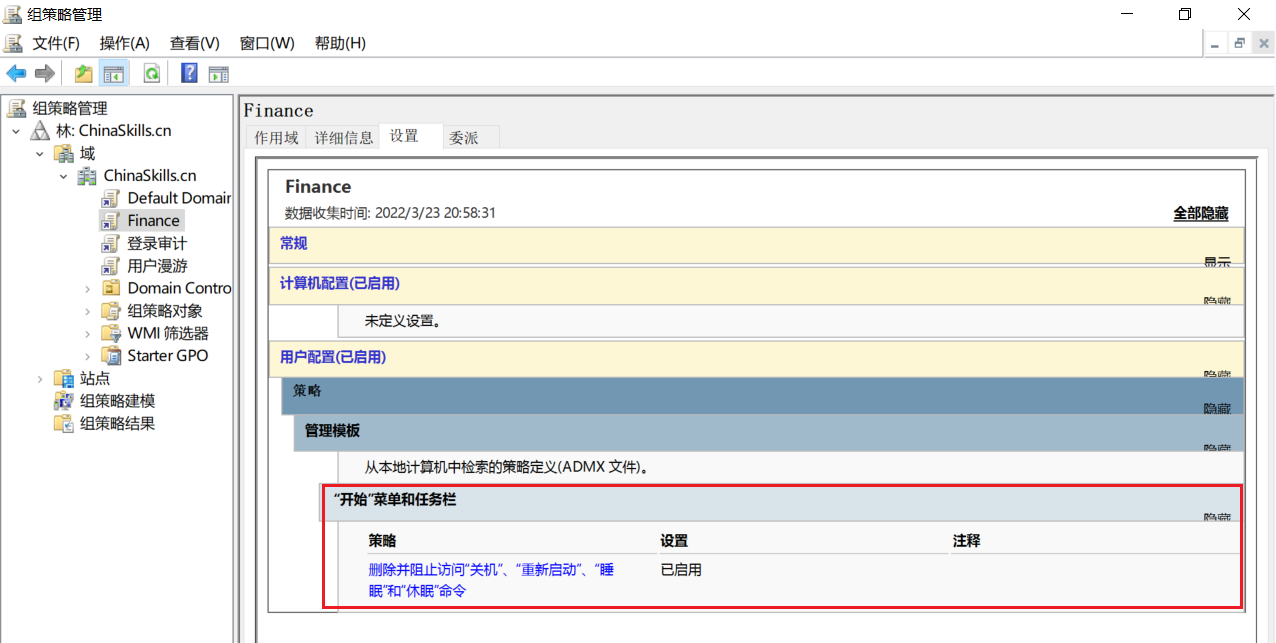 组策略管理
文件(F) 操作(A) 查看(V) 窗口(W) 帮助(H)
组策略管理
林: ChinaSkills.cn
域
ChinaSkills.cn
Default Domain
Finance
登录审计
用户漫游
Domain Contro
组策略对象
WMI 筛选器
Starter GPO
站点
组策略建模
组策略结果
Finance
作用域 详细信息 设置 委派
Finance
数据收集时间: 2022/3/23 20:58:31
全部隐藏
常规
显示
计算机配置(已启用)
隐藏
未定义设置。
用户配置(已启用)
隐藏
策略
隐藏
管理模板
隐藏
从本地计算机中检索的策略定义(ADMX 文件)。
“开始”菜单和任务栏
隐藏
策略 设置 注释
删除并阻止访问“关机”、“重新启动”、“睡 已启用
眠”和“休眠”命令